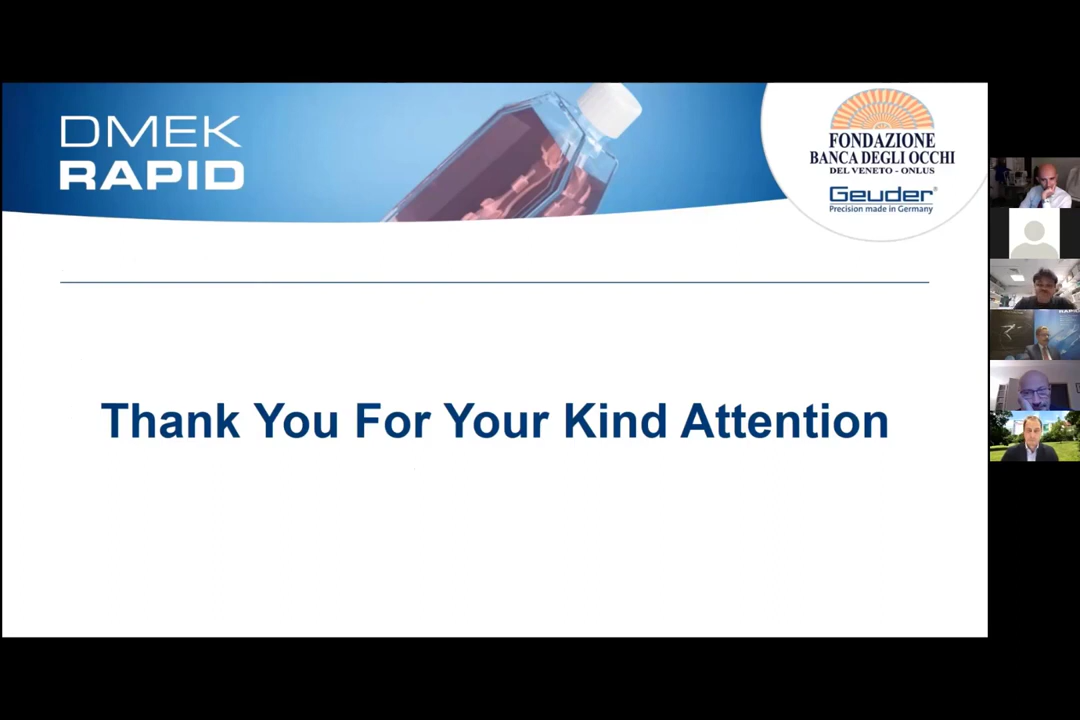 DMEK
RAPID
FONDAZIONE
BANCA DEGLI OCCHI
DEL VENETO - ONLUS
Geuder®
Precision made in Germany
Thank You For Your Kind Attention